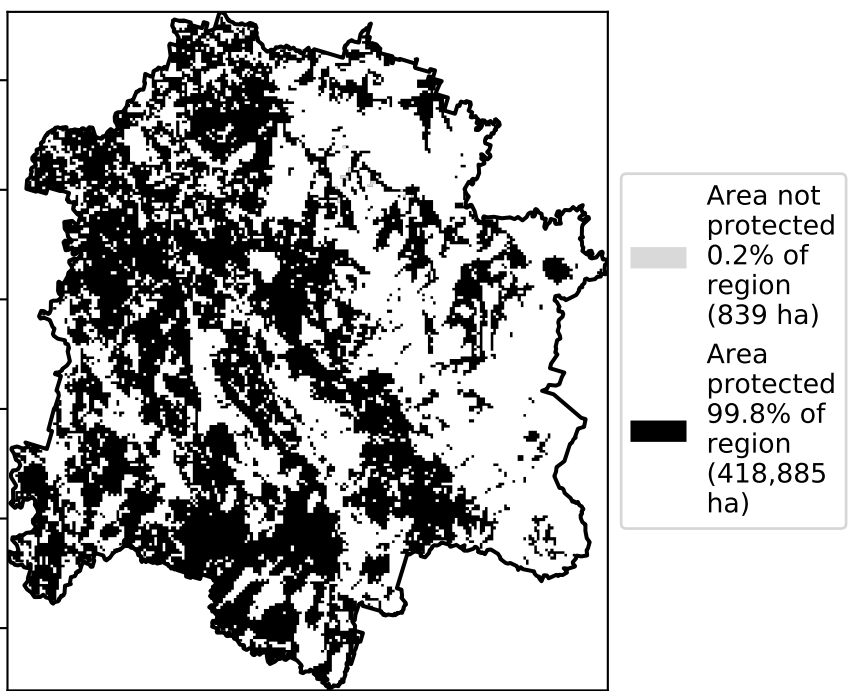 Area not
protected
0.2% of
region
(839 ha)
Area
protected
99.8% of
region
(418,885
ha)